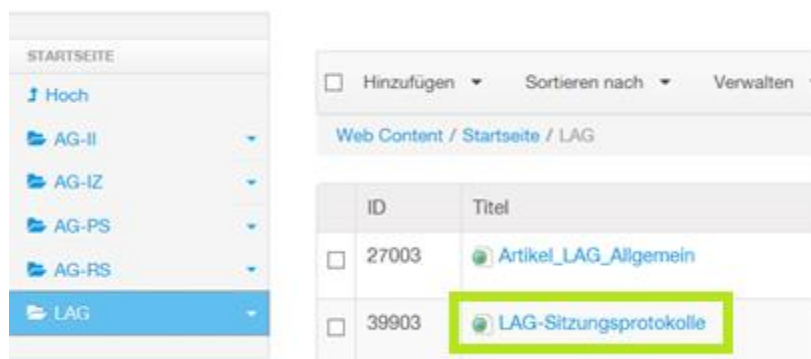 STARTSEITE
Hoch
AG-II
AG-IZ
AG-PS
AG-RS
LAG
Hinzufügen
Sortieren nach
Verwalten
Web Content / Startseite / LAG
ID
Titel
27003
Artikel_LAG_Allgemein
39903
LAG-Sitzungsprotokolle